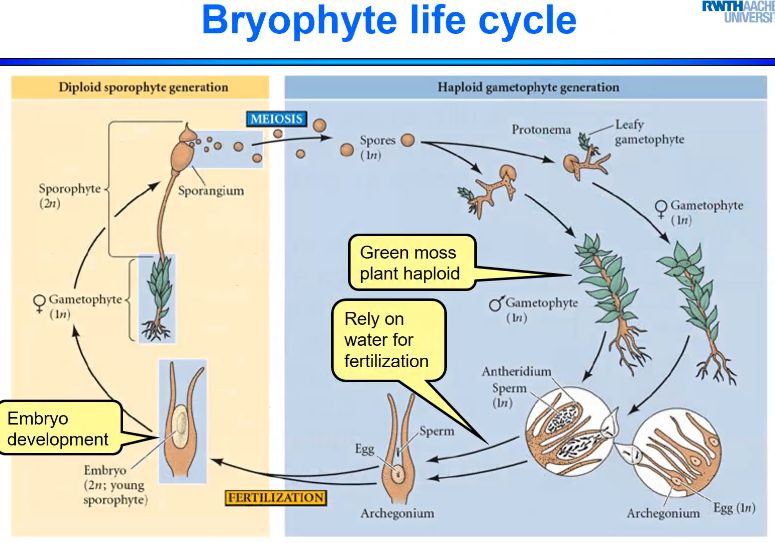 Bryophyte life cycle
RWTHAACHE
UNIVERSI
Diploid sporophyte generation
Haploid gametophyte generation
MEIOSIS
Spores
(1n)
Protonema
Leafy
gametophyte
Sporophyte
(2n)
Sporangium
♀ Gametophyte
(1n)
Green moss
plant haploid
♀ Gametophyte
(1n)
♂ Gametophyte
(1n)
Rely on
water for
fertilization
Antheridium
Sperm
(1n)
Embryo
development
Sperm
Egg
Embryo
(2n; young
sporophyte)
FERTILIZATION
Archegonium
Archegonium
Egg (1n)